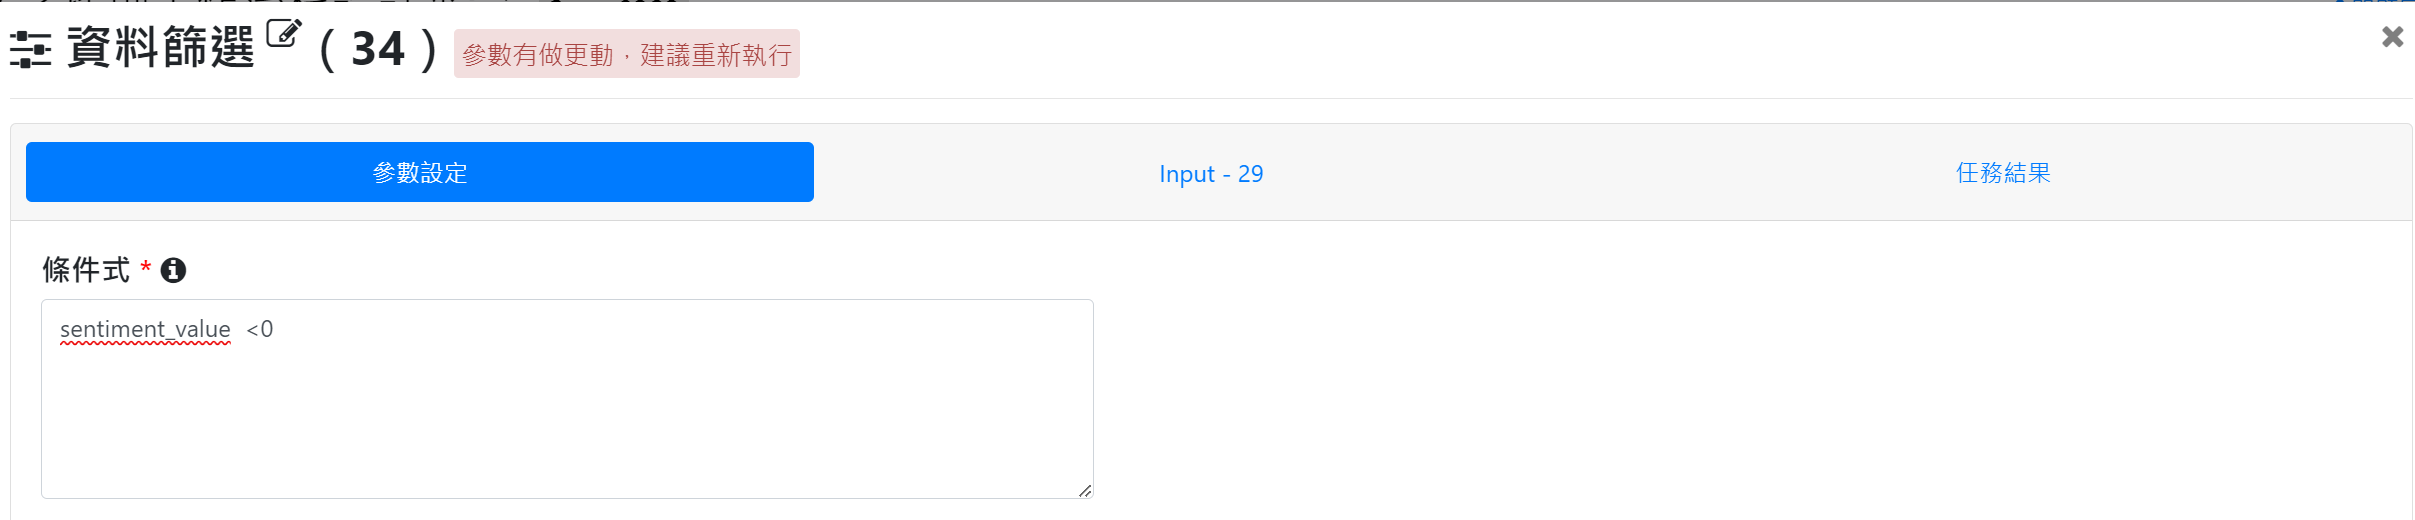 資料篩選 ( 34 ) 參數有做更動，建議重新執行
參數設定 Input - 29 任務結果
條件式 *
sentiment_value <0